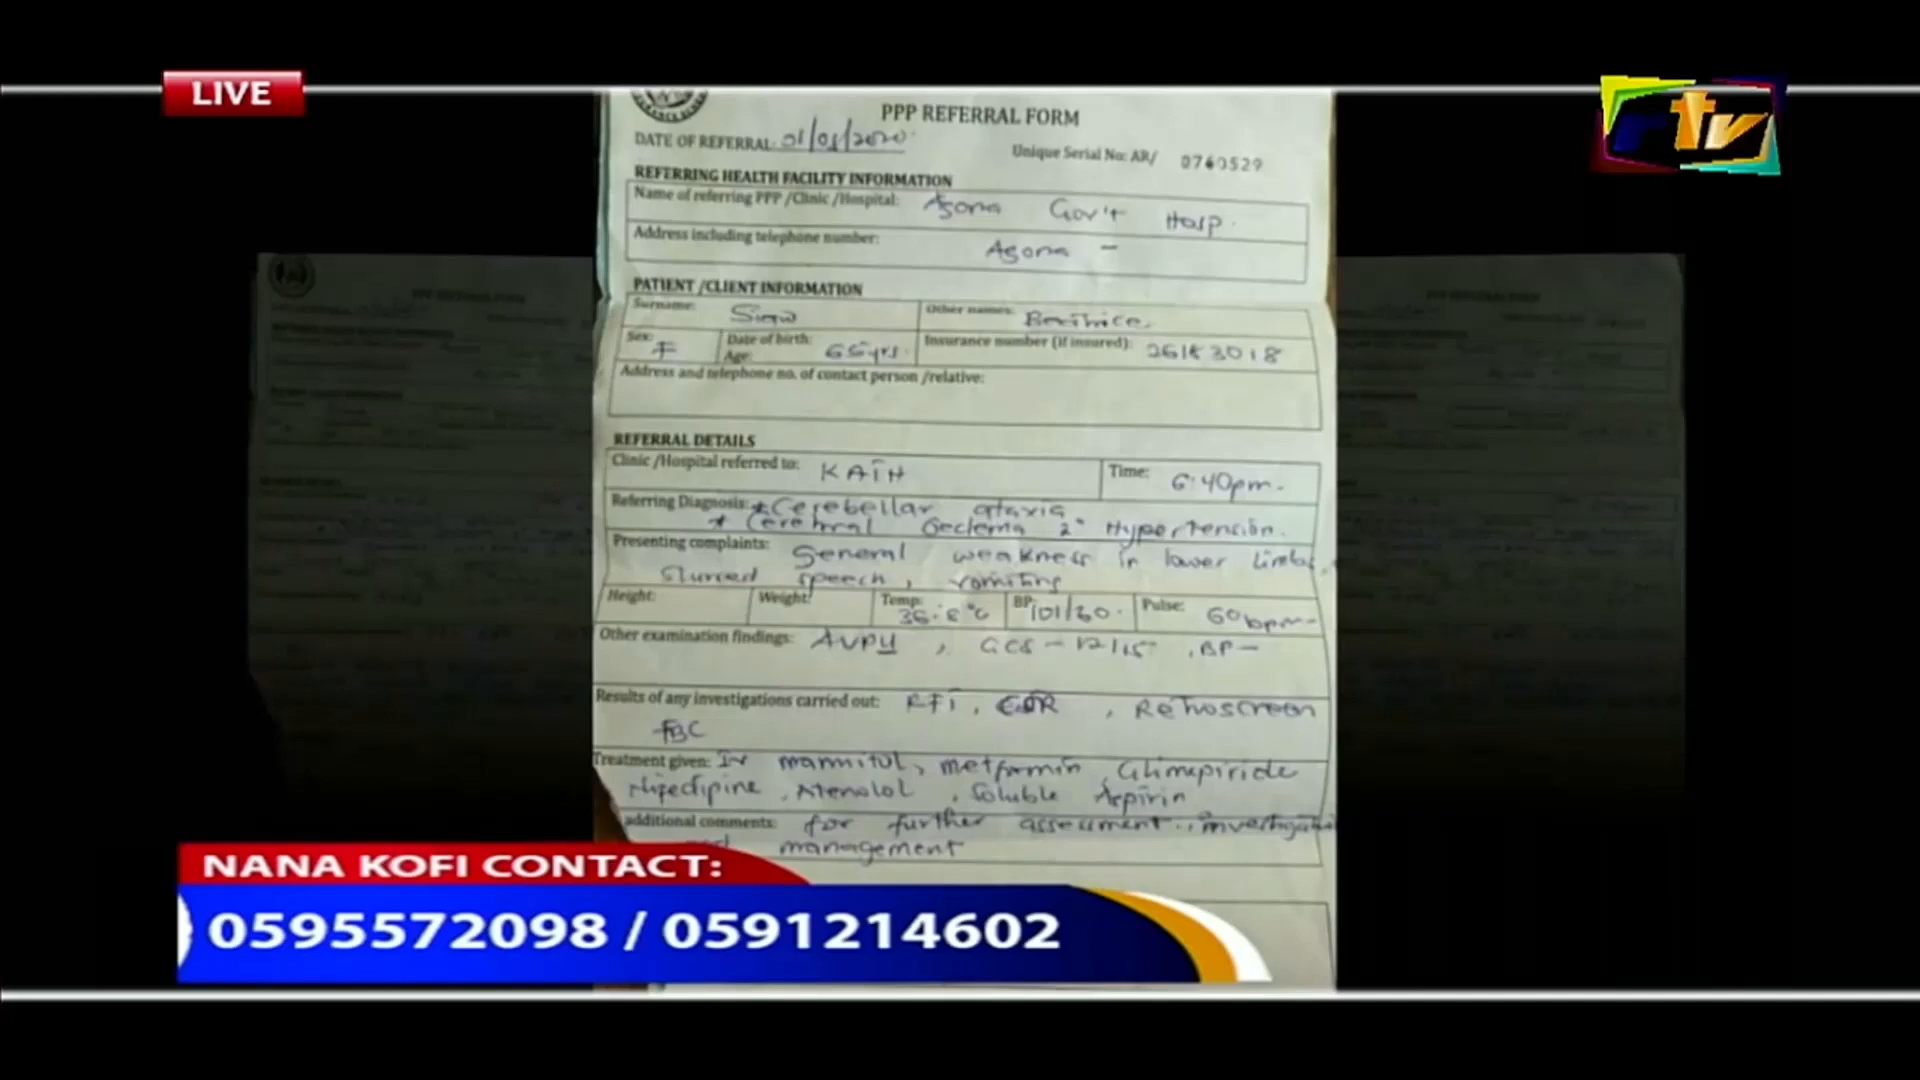 LIVE
rtv
PPP REFERRAL FORM
DATE OF REFERRAL: 01/01/2020
Unique Serial No: AR/ 0740529
REFERRING HEALTH FACILITY INFORMATION
Name of referring PPP /Clinic /Hospital: Agona Gov't Hosp.
Address including telephone number: Agona -
PATIENT /CLIENT INFORMATION
Surname: Siaw Other names: Beatrice.
Sex: F Date of birth: Age: 65yrs. Insurance number (if insured): 26183018
Address and telephone no. of contact person /relative:
REFERRAL DETAILS
Clinic /Hospital referred to: KATH Time: 6:40pm.
Referring Diagnosis: * Cerebellar ataxia
* Cerebral Oedema 2° Hypertension.
Presenting complaints: General weakness in lower limbs,
Slurred speech, vomiting
Height: Weight: Temp: 36.8°C BP: 101/60. Pulse: 60bpm-
Other examination findings: AVPU, GCS - 12/15, BP -
Results of any investigations carried out: RFT, , Retroscreen
FBC
Treatment given: IV mannitol, metformin, Glimepiride
Nifedipine, Atenolol, Soluble Aspirin
additional comments: for further assessment, investigati
management
NANA KOFI CONTACT:
0595572098 / 0591214602